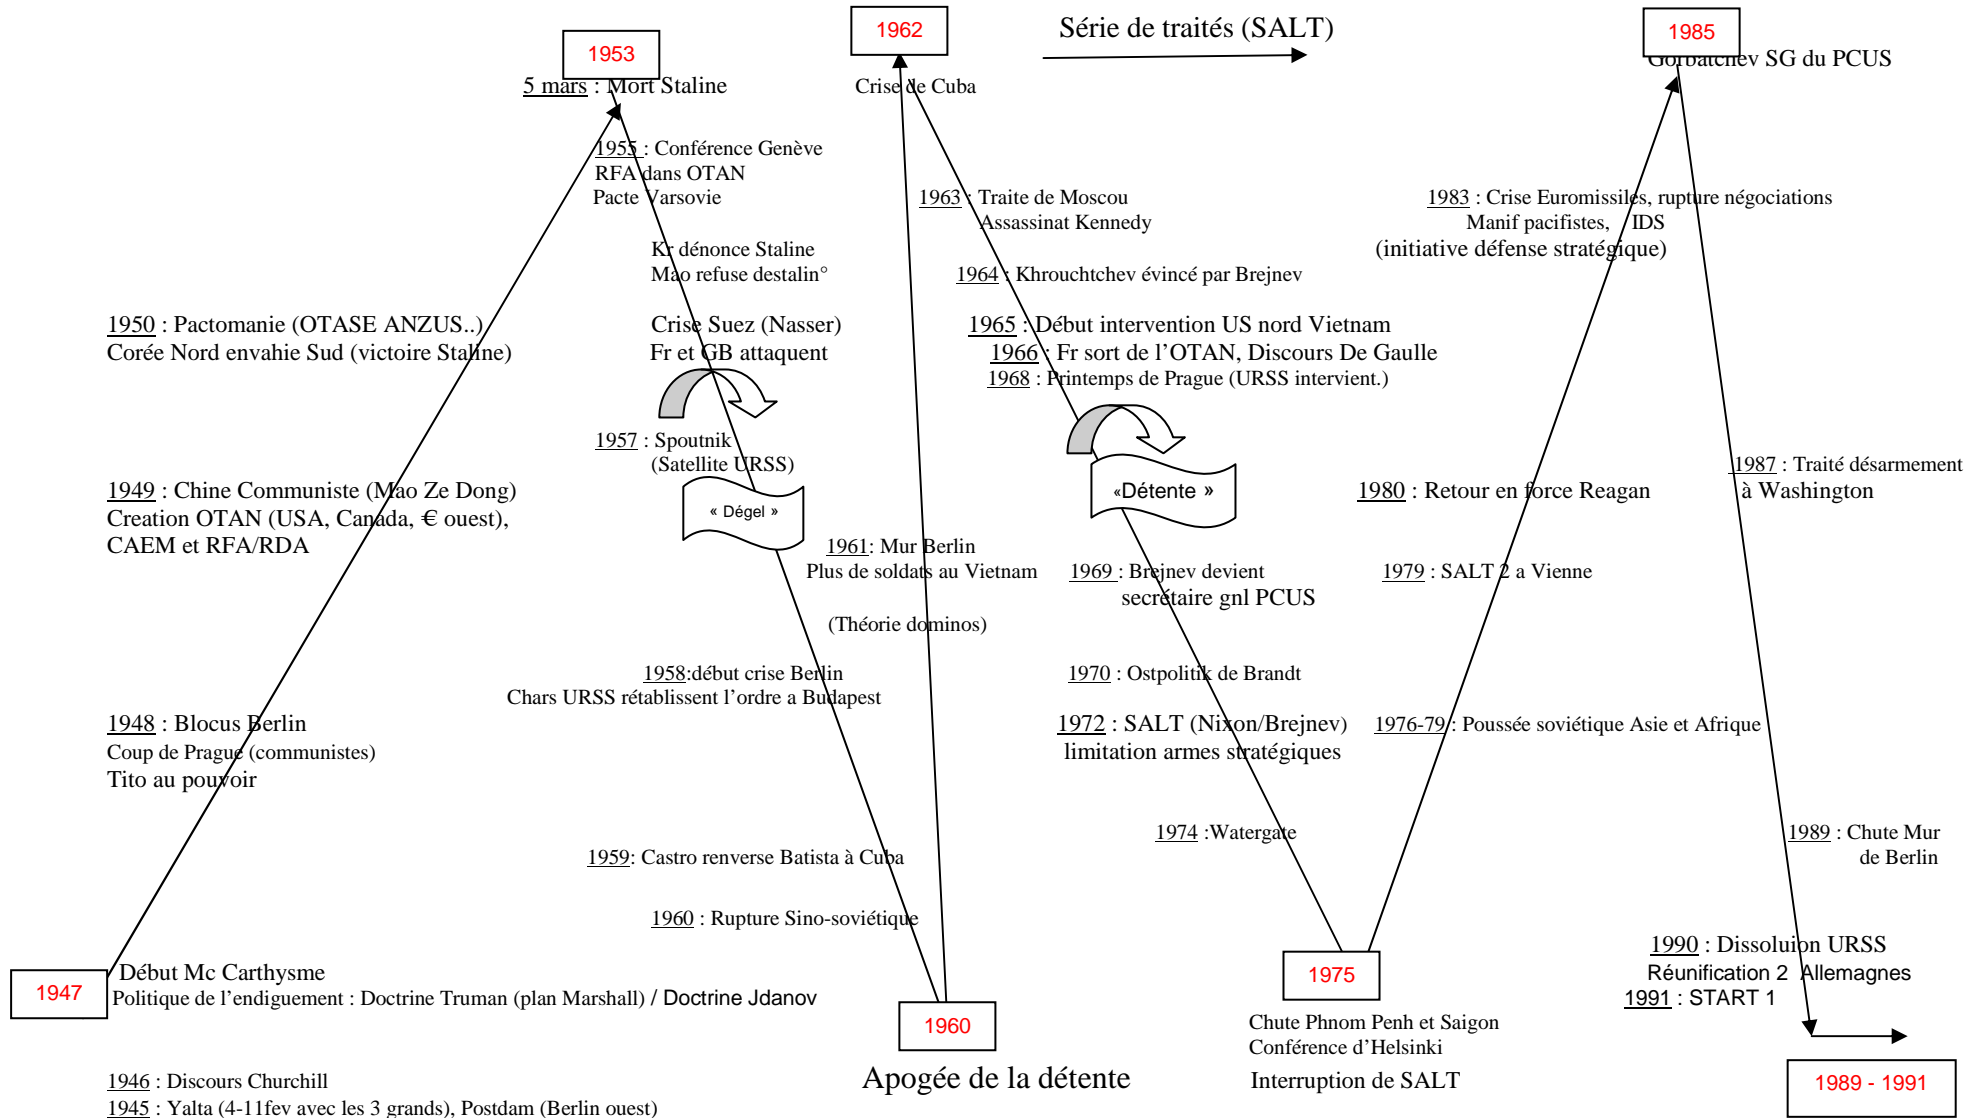 1953
5 mars : Mort Staline
1962
Crise de Cuba
Série de traités (SALT)
1985
Gorbatchev SG du PCUS
1955 : Conférence Genève
RFA dans OTAN
Pacte Varsovie
Kr dénonce Staline
Mao refuse destalin°
Crise Suez (Nasser)
Fr et GB attaquent
1957 : Spoutnik
(Satellite URSS)
« Dégel »
1958:début crise Berlin
Chars URSS rétablissent l’ordre a Budapest
1959: Castro renverse Batista à Cuba
1960 : Rupture Sino-soviétique
1950 : Pactomanie (OTASE ANZUS..)
Corée Nord envahie Sud (victoire Staline)
1949 : Chine Communiste (Mao Ze Dong)
Creation OTAN (USA, Canada, € ouest),
CAEM et RFA/RDA
1948 : Blocus Berlin
Coup de Prague (communistes)
Tito au pouvoir
1947
Début Mc Carthysme
Politique de l’endiguement : Doctrine Truman (plan Marshall) / Doctrine Jdanov
1946 : Discours Churchill
1945 : Yalta (4-11fev avec les 3 grands), Postdam (Berlin ouest)
1960
Apogée de la détente
1961: Mur Berlin
Plus de soldats au Vietnam
(Théorie dominos)
1963 : Traite de Moscou
Assassinat Kennedy
1964 : Khrouchtchev évincé par Brejnev
1965 : Début intervention US nord Vietnam
1966 : Fr sort de l’OTAN, Discours De Gaulle
1968 : Printemps de Prague (URSS intervient.)
«Détente »
1969 : Brejnev devient
secrétaire gnl PCUS
1970 : Ostpolitik de Brandt
1972 : SALT (Nixon/Brejnev)
limitation armes stratégiques
1974 :Watergate
1975
Chute Phnom Penh et Saigon
Conférence d’Helsinki
Interruption de SALT
1983 : Crise Euromissiles, rupture négociations
Manif pacifistes, IDS
(initiative défense stratégique)
1980 : Retour en force Reagan
1979 : SALT 2 a Vienne
1976-79 : Poussée soviétique Asie et Afrique
1987 : Traité désarmement
à Washington
1989 : Chute Mur
de Berlin
1990 : Dissoluion URSS
Réunification 2 Allemagnes
1991 : START 1
1989 - 1991